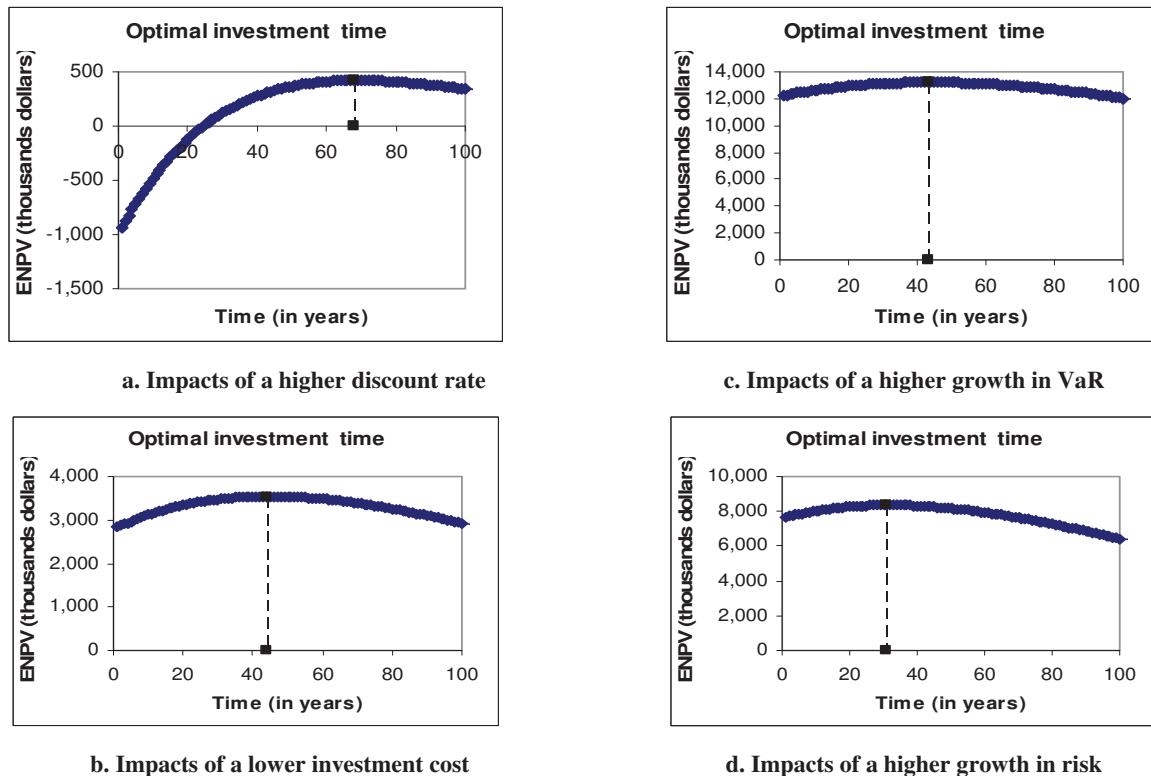 Optimal investment time
ENPV (thousands dollars)
500
0
-500
-1,000
-1,500
0 20 40 60 80 100
Time (in years)
a. Impacts of a higher discount rate
Optimal investment time
ENPV (thousands dollars)
14,000
12,000
10,000
8,000
6,000
4,000
2,000
0
0 20 40 60 80 100
Time (in years)
c. Impacts of a higher growth in VaR
Optimal investment time
ENPV (thousands dollars)
4,000
3,000
2,000
1,000
0
0 20 40 60 80 100
Time (in years)
b. Impacts of a lower investment cost
Optimal investment time
ENPV (thousands dollars)
10,000
8,000
6,000
4,000
2,000
0
0 20 40 60 80 100
Time (in years)
d. Impacts of a higher growth in risk